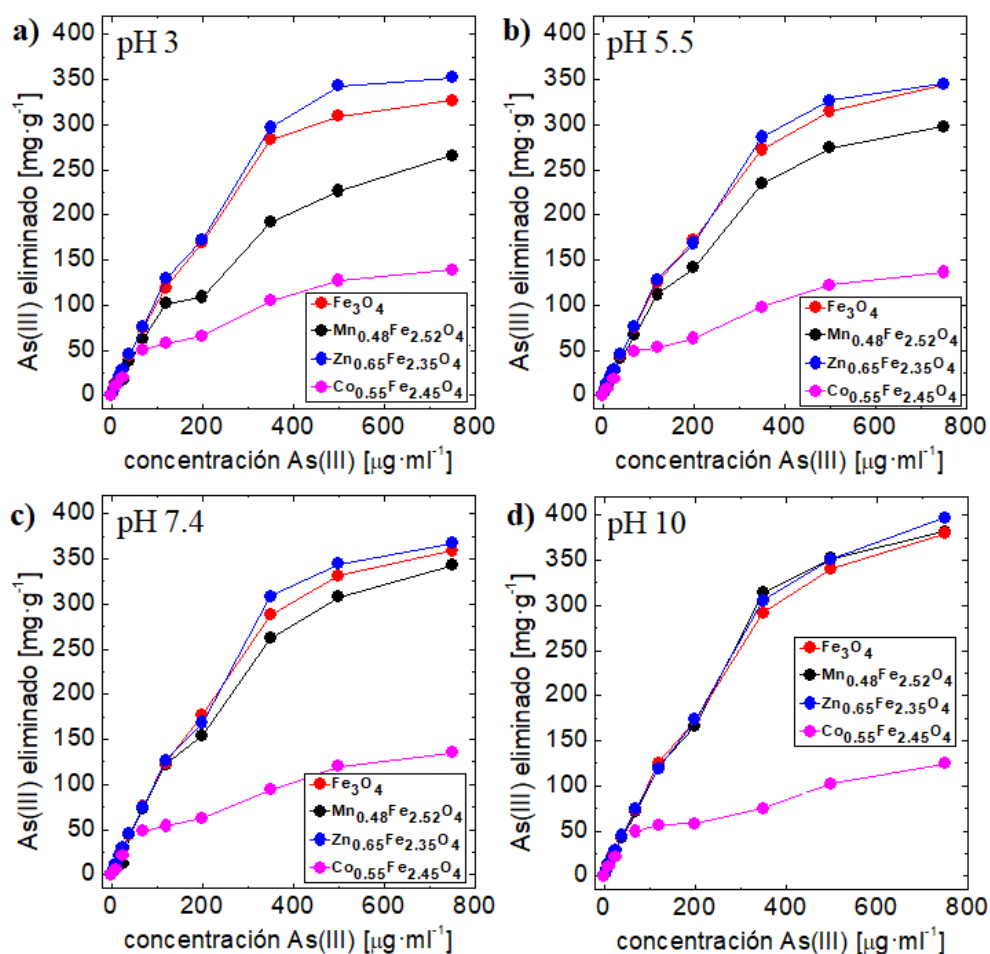 a) pH 3
400
350
300
250
200
150
100
50
0
As(III) eliminado [mg·g⁻¹]
Fe₃O₄
Mn₀.₄₈Fe₂.₅₂O₄
Zn₀.₆₅Fe₂.₃₅O₄
Co₀.₅₅Fe₂.₄₅O₄
0 200 400 600 800
concentración As(III) [µg·ml⁻¹]
b) pH 5.5
400
350
300
250
200
150
100
50
0
As(III) eliminado [mg·g⁻¹]
Fe₃O₄
Mn₀.₄₈Fe₂.₅₂O₄
Zn₀.₆₅Fe₂.₃₅O₄
Co₀.₅₅Fe₂.₄₅O₄
0 200 400 600 800
concentración As(III) [µg·ml⁻¹]
c) pH 7.4
400
350
300
250
200
150
100
50
0
As(III) eliminado [mg·g⁻¹]
Fe₃O₄
Mn₀.₄₈Fe₂.₅₂O₄
Zn₀.₆₅Fe₂.₃₅O₄
Co₀.₅₅Fe₂.₄₅O₄
0 200 400 600 800
concentración As(III) [µg·ml⁻¹]
d) pH 10
400
350
300
250
200
150
100
50
0
As(III) eliminado [mg·g⁻¹]
Fe₃O₄
Mn₀.₄₈Fe₂.₅₂O₄
Zn₀.₆₅Fe₂.₃₅O₄
Co₀.₅₅Fe₂.₄₅O₄
0 200 400 600 800
concentración As(III) [µg·ml⁻¹]